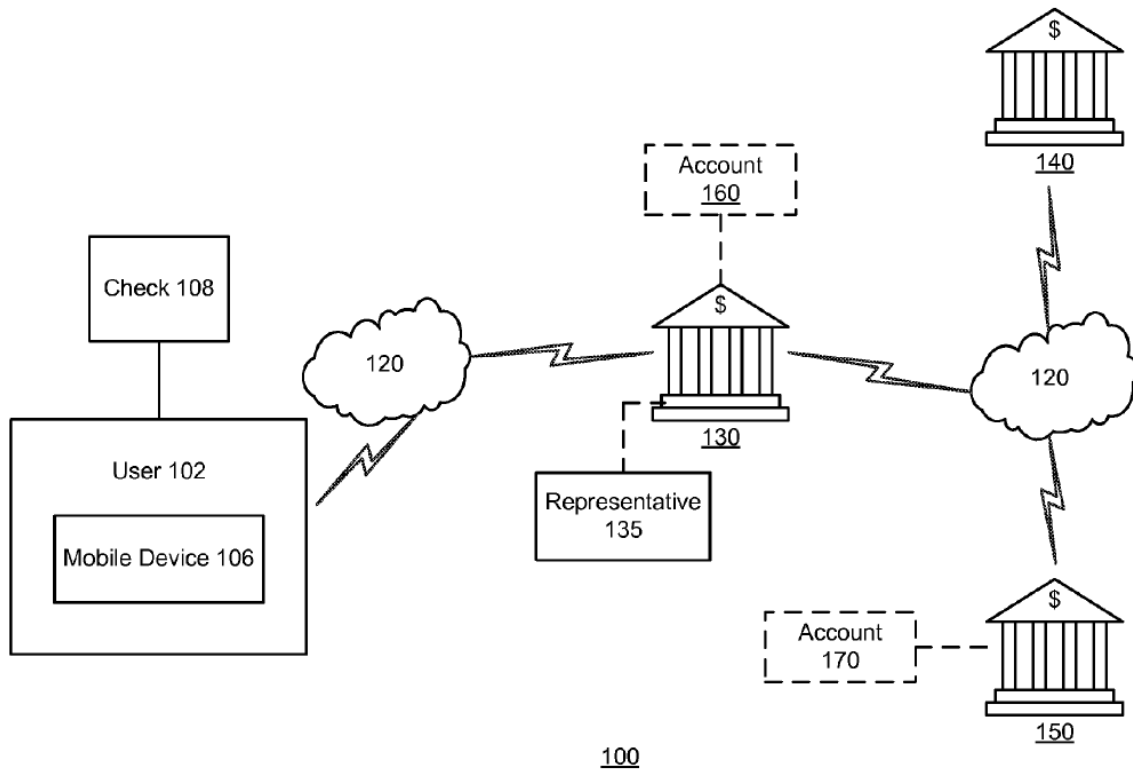 $
140
Account
160
Check 108
$
120
120
130
User 102
Representative
135
Mobile Device 106
$
Account
170
150
100